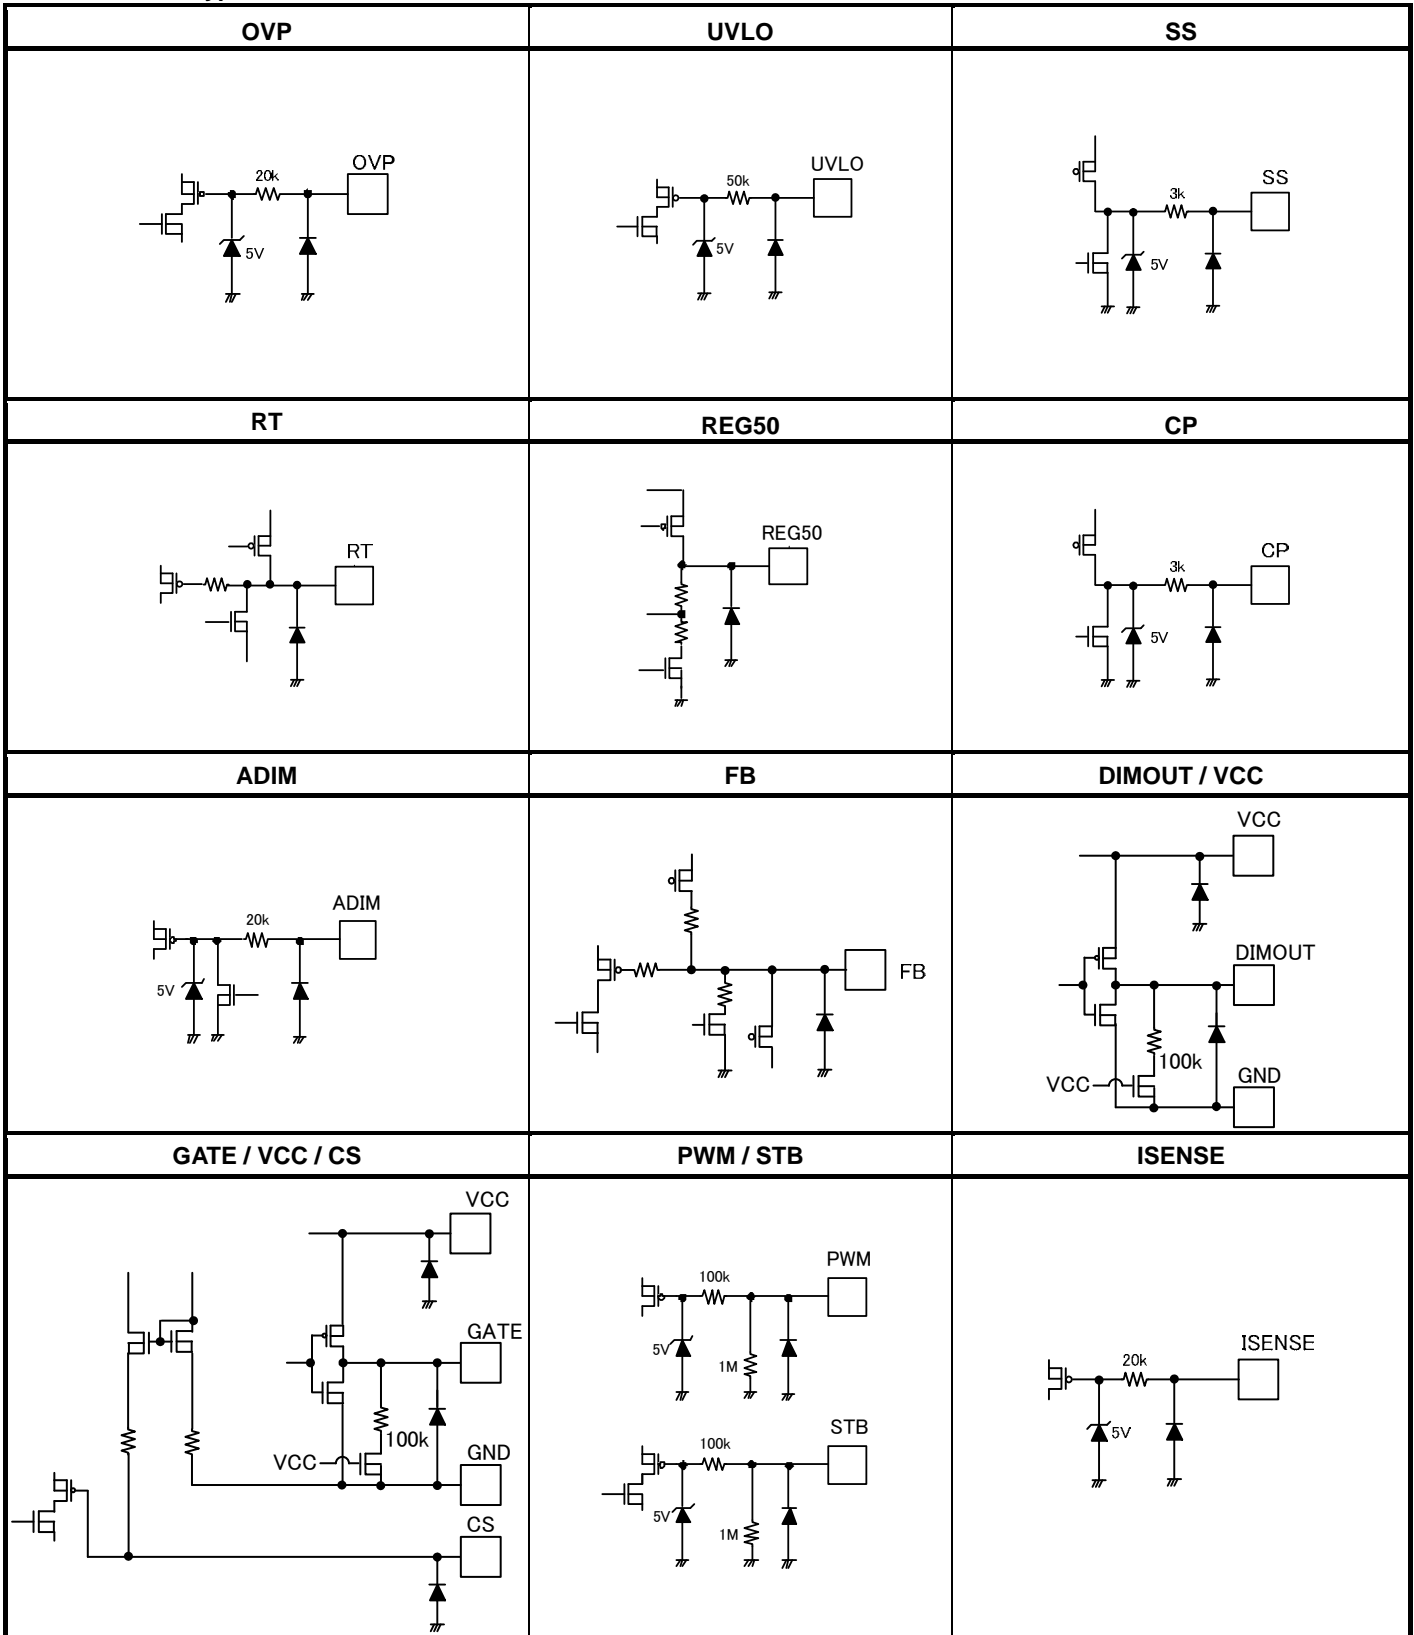 OVP UVLO SS
OVP
20k
5V
UVLO
50k
5V
SS
3k
5V
RT REG50 CP
RT
REG50
CP
3k
5V
ADIM FB DIMOUT / VCC
ADIM
20k
5V
FB
VCC
DIMOUT
100k
VCC
GND
GATE / VCC / CS PWM / STB ISENSE
VCC
GATE
100k
VCC
GND
CS
PWM
100k
5V
1M
STB
100k
5V
1M
ISENSE
20k
5V